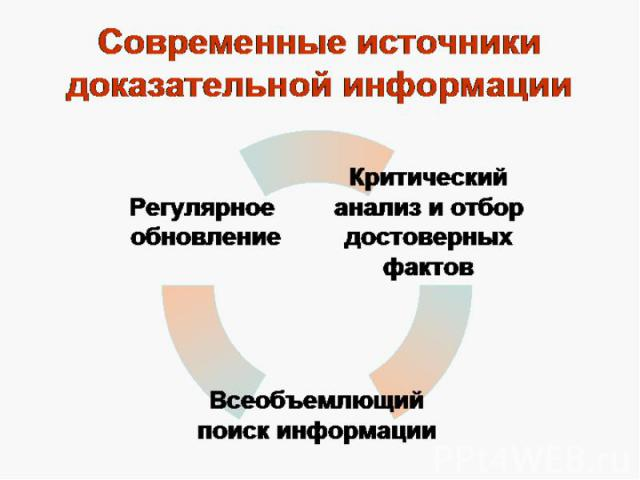 Современные источники
доказательной информации
Регулярное
обновление
Критический
анализ и отбор
достоверных
фактов
Всеобъемлющий
поиск информации
PPt4WEB.ru